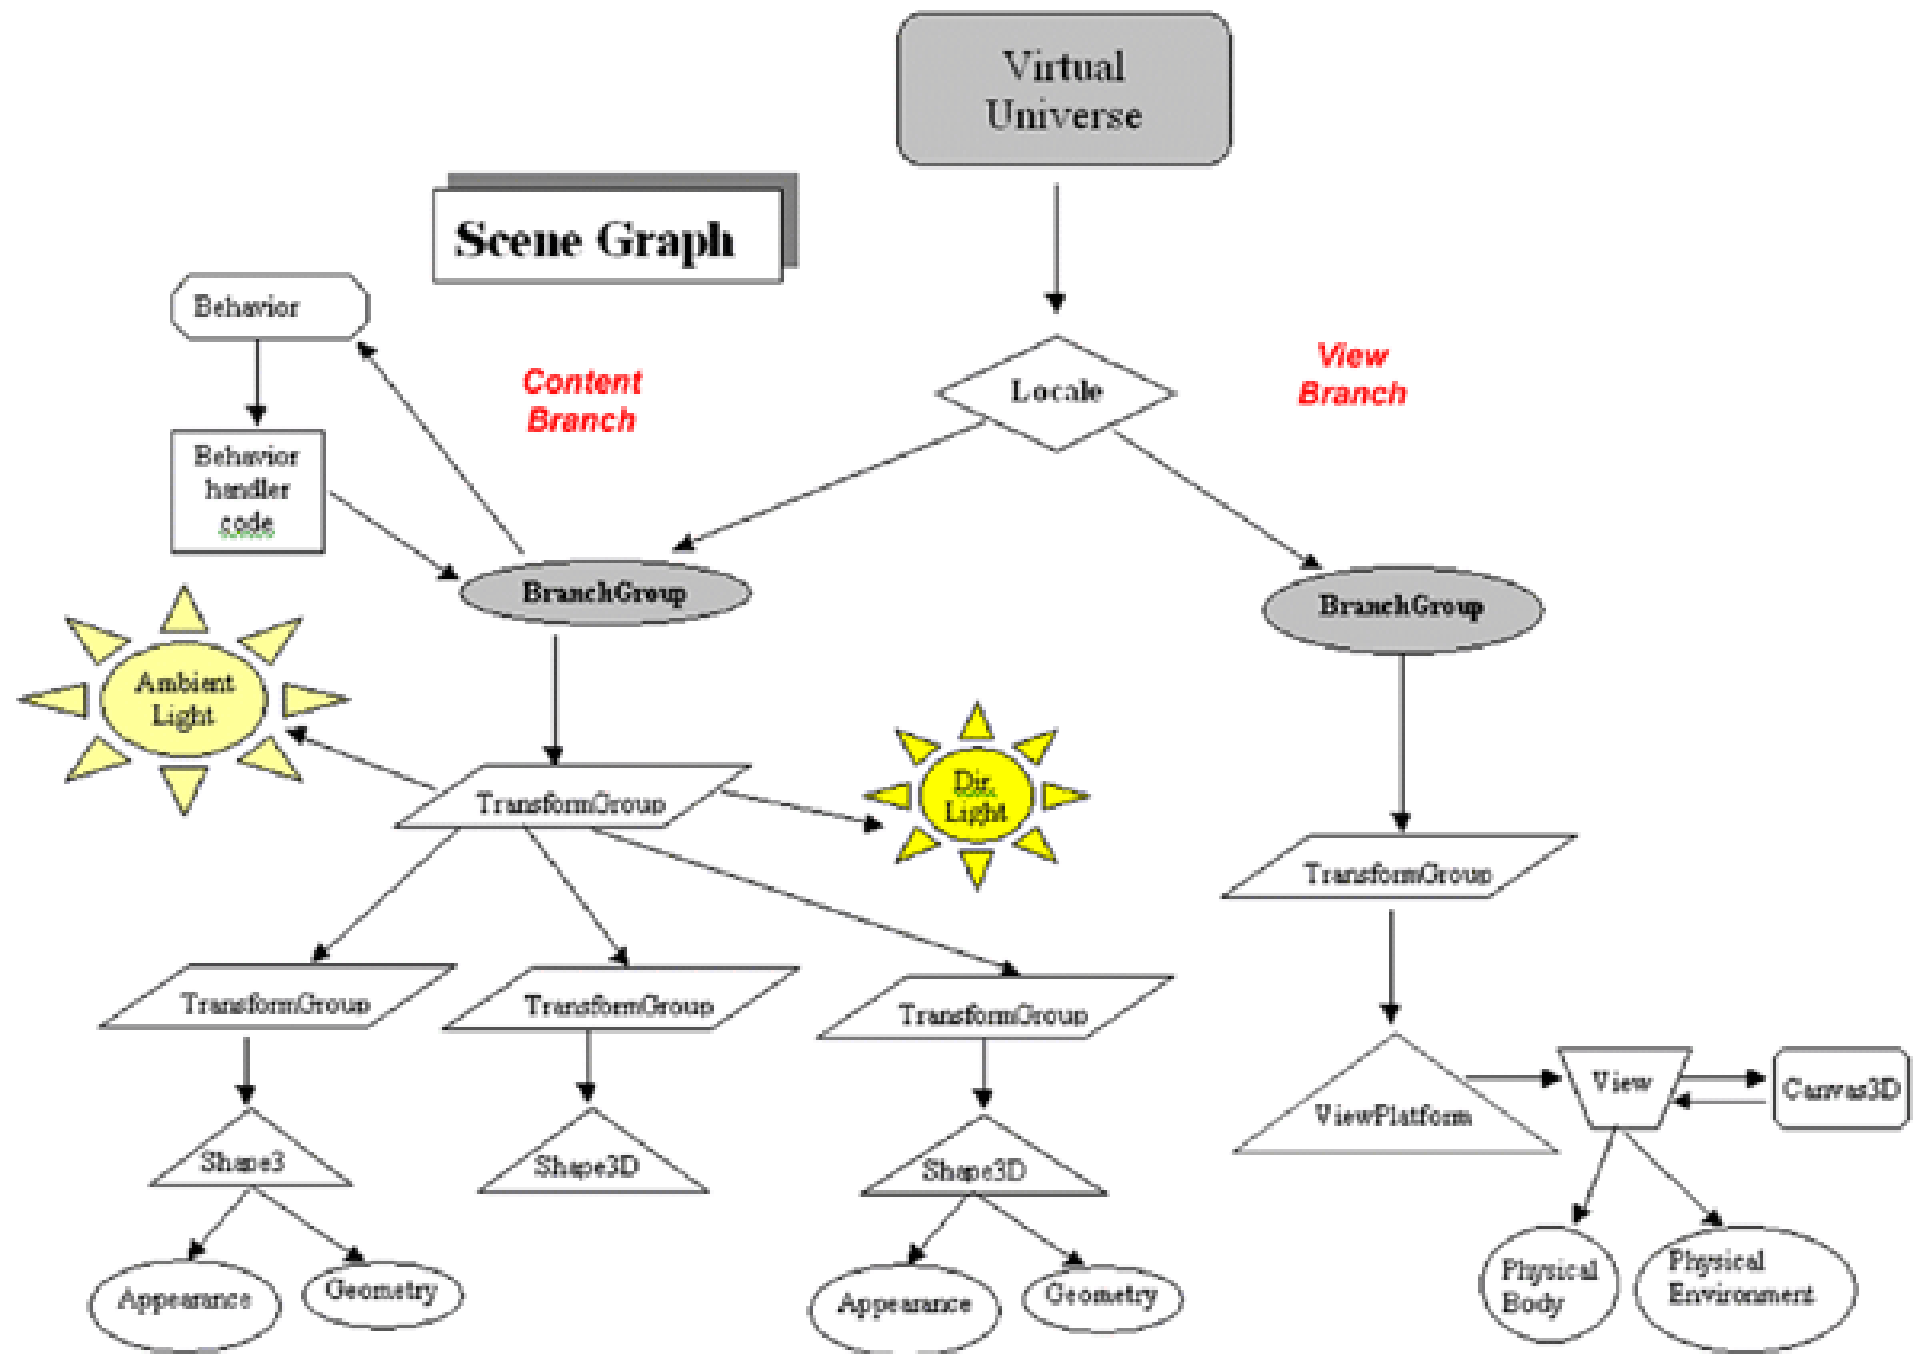 Virtual
Universe
Scene Graph
Behavior
Content
Branch
View
Branch
Locale
Behavior
handler
code
BranchGroup
BranchGroup
Ambient
Light
Dir.
Light
TransformGroup
TransformGroup
TransformGroup
TransformGroup
TransformGroup
View
Canvas3D
ViewPlatform
Shape3
Shape3D
Shape3D
Appearance
Geometry
Appearance
Geometry
Physical
Body
Physical
Environment